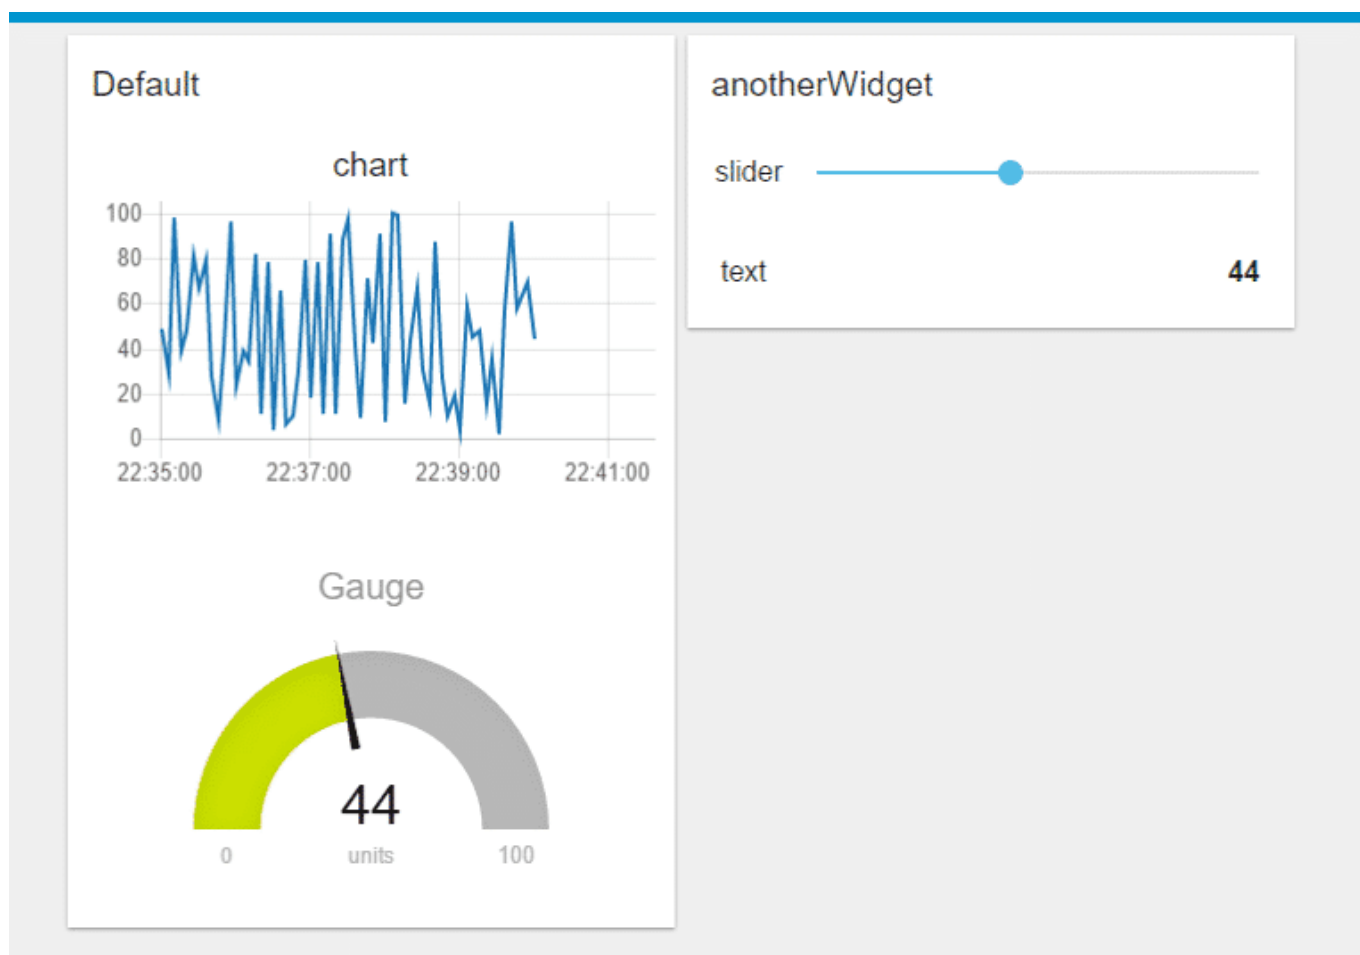 Default
chart
100
80
60
40
20
0
22:35:00 22:37:00 22:39:00 22:41:00
Gauge
44
0 units 100
anotherWidget
slider
text 44